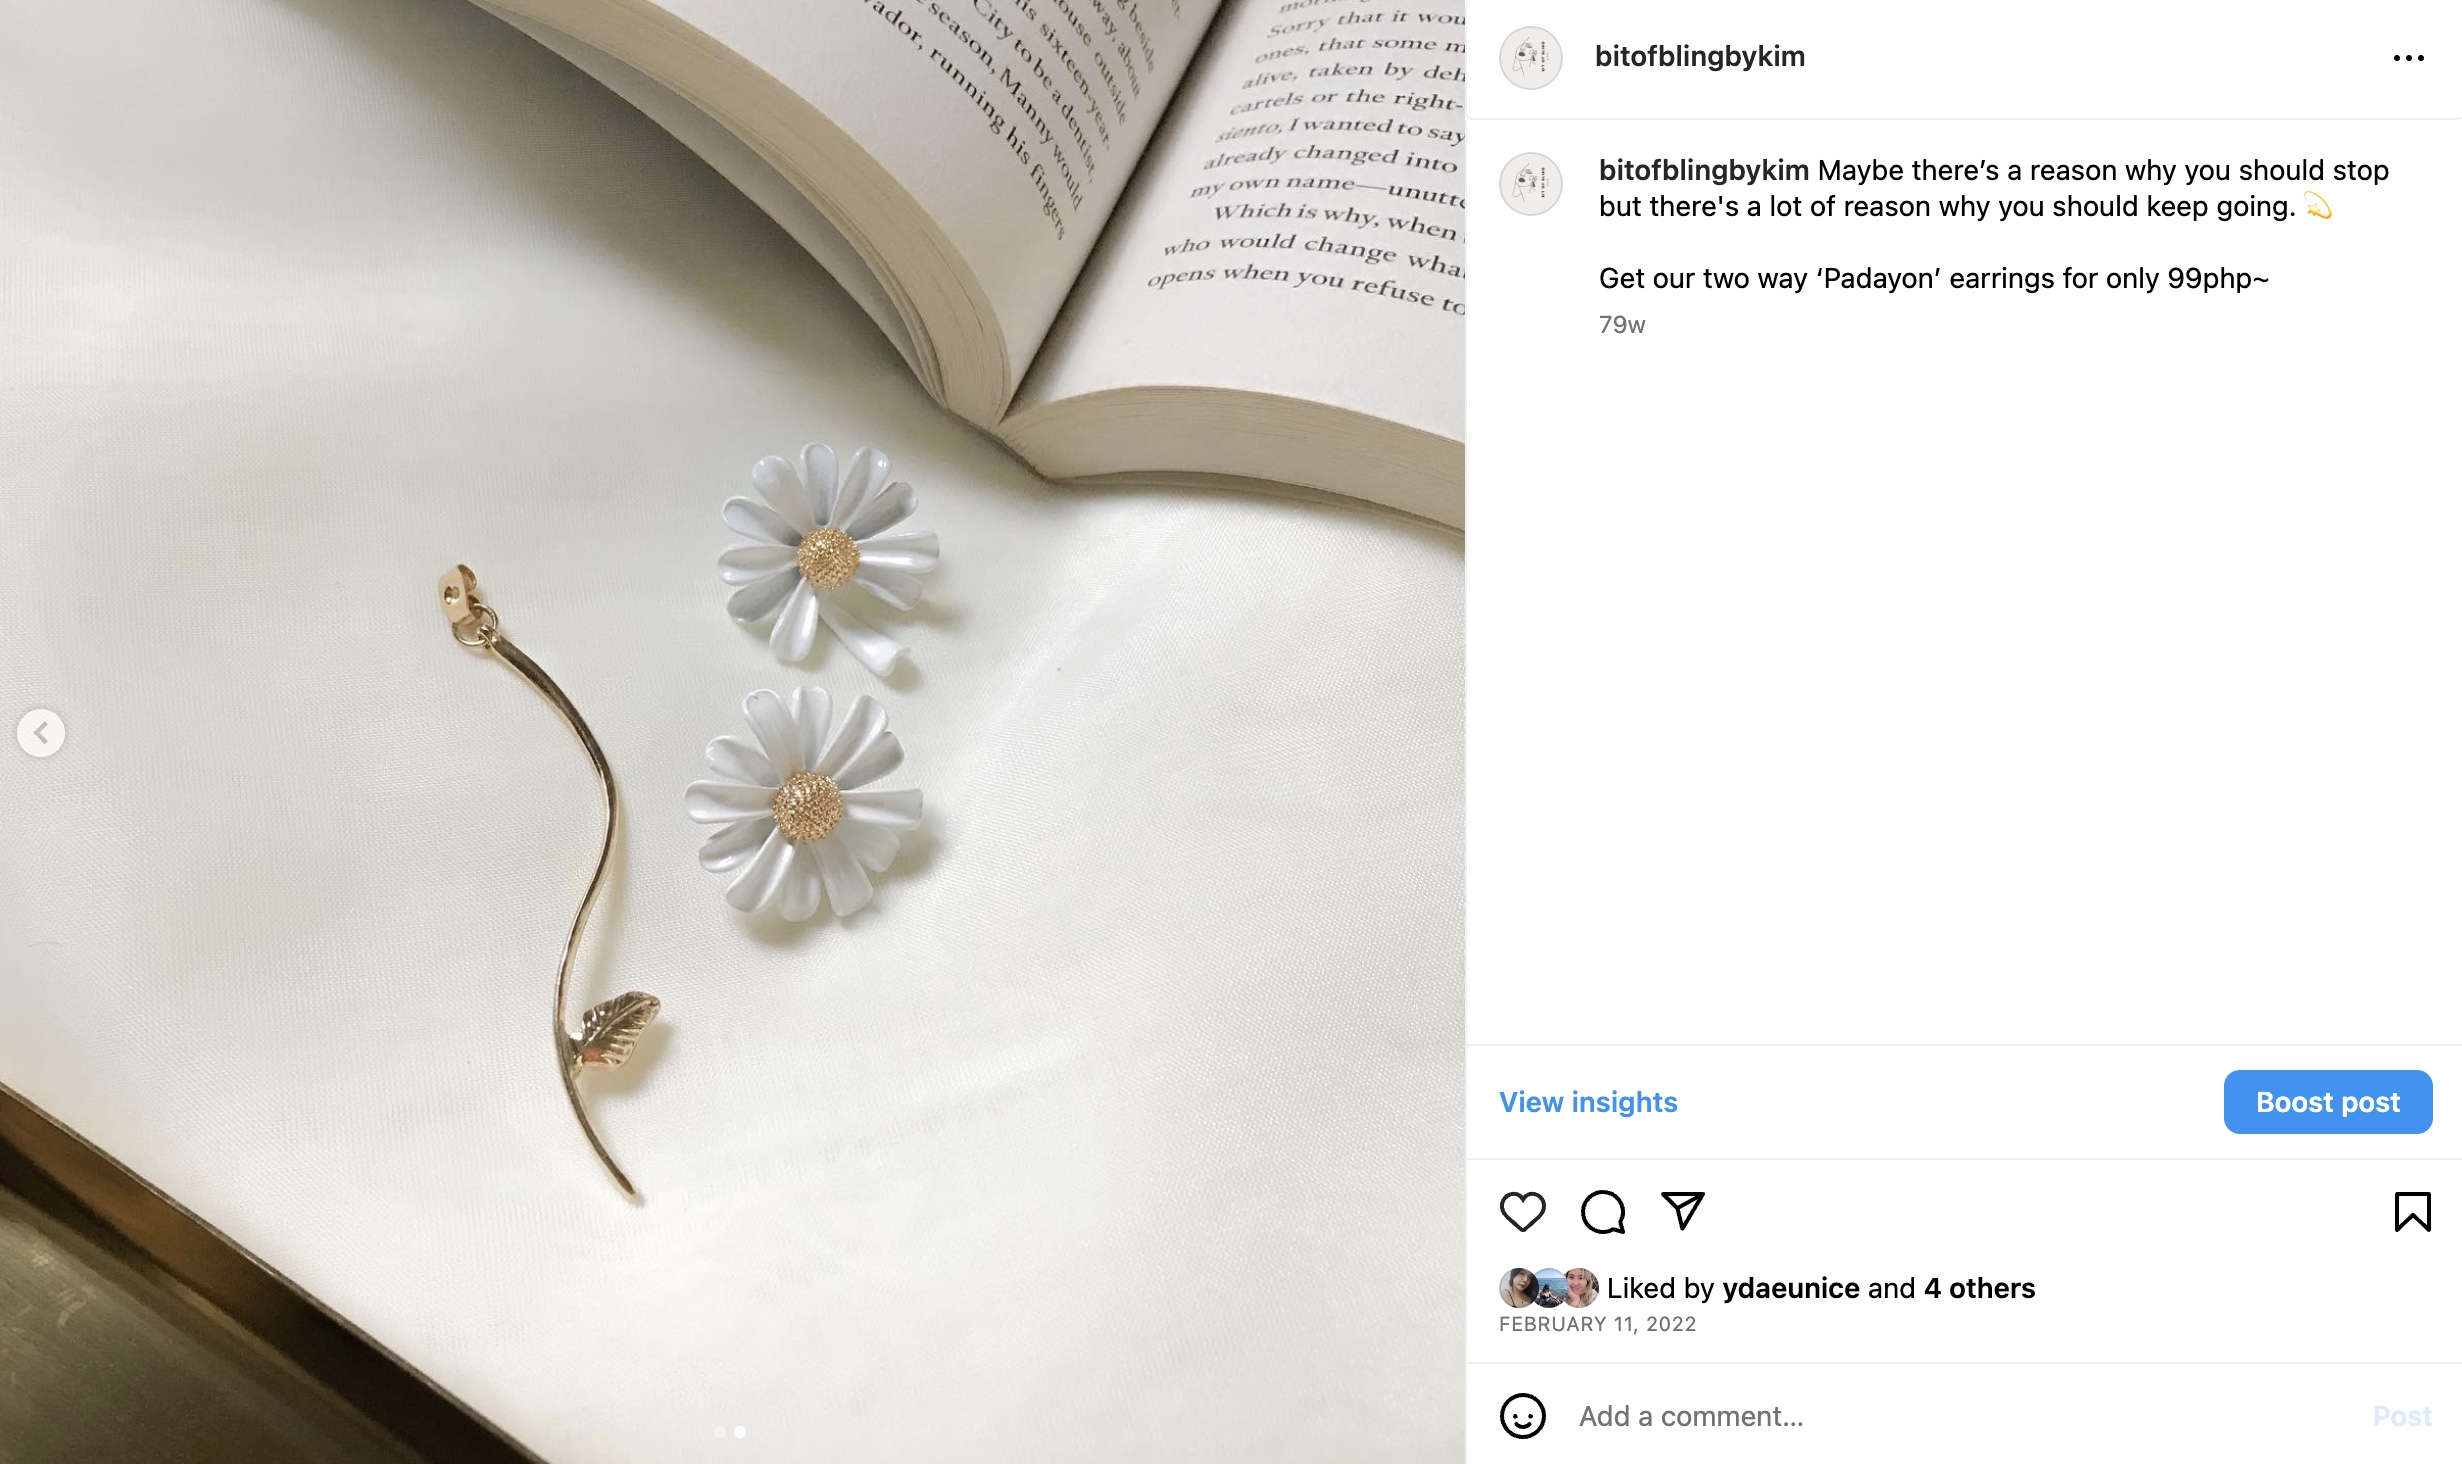 beside
way, about
ouse outside
is sixteen-year-
City to be a dentist,
season, Manny would
ador, running his fingers
Sorry that it wou
ones, that some m
alive, taken by deh
cartels or the right-
siento, I wanted to say
already changed into
my own name—unutte
Which is why, when
who would change wha
opens when you refuse to
bitofblingbykim
bitofblingbykim Maybe there’s a reason why you should stop
but there's a lot of reason why you should keep going. 💫
Get our two way ‘Padayon’ earrings for only 99php~
79w
View insights
Boost post
Liked by ydaeunice and 4 others
FEBRUARY 11, 2022
Add a comment...
Post